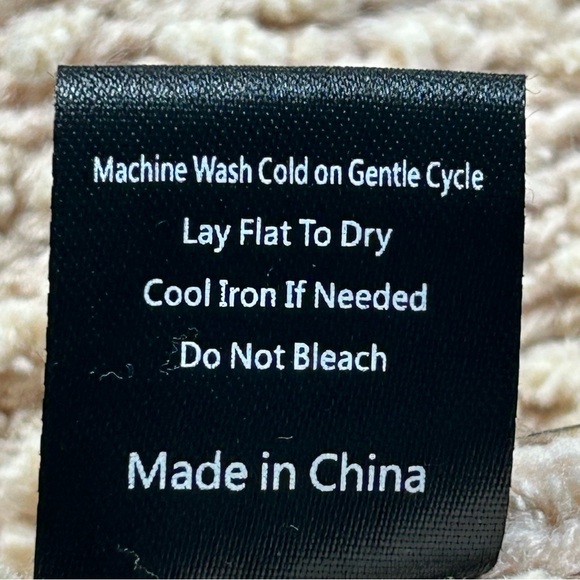 Machine Wash Cold on Gentle Cycle
Lay Flat To Dry
Cool Iron If Needed
Do Not Bleach
Made in China